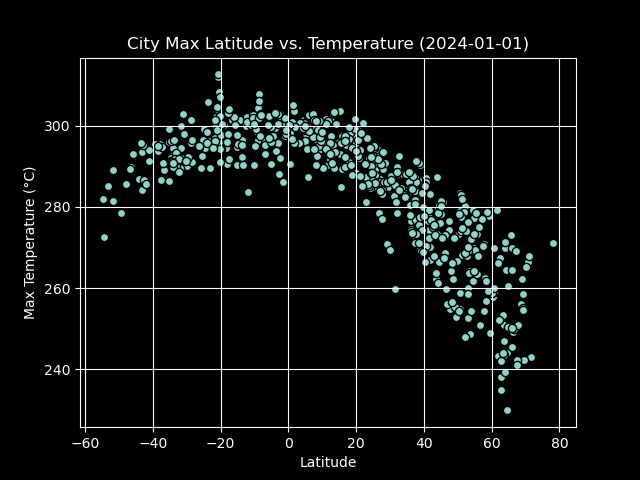 City Max Latitude vs. Temperature (2024-01-01)
Max Temperature (°C)
300
280
260
240
−60 −40 −20 0 20 40 60 80
Latitude